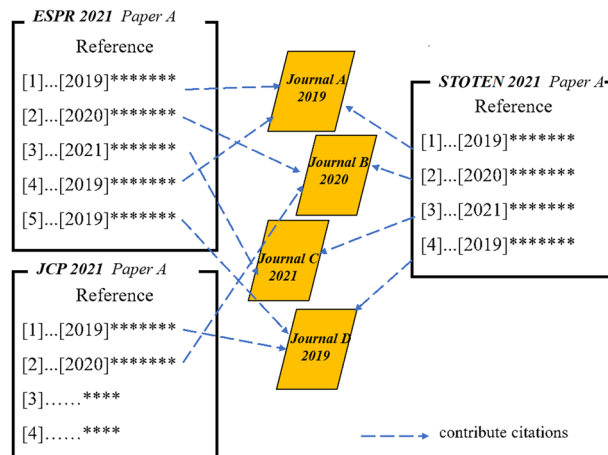 ESPR 2021 Paper A
Reference
[1]...[2019]*******
[2]...[2020]*******
[3]...[2021]*******
[4]...[2019]*******
[5]...[2019]*******
JCP 2021 Paper A
Reference
[1]...[2019]*******
[2]...[2020]*******
[3]......****
[4]......****
Journal A
2019
Journal B
2020
Journal C
2021
Journal D
2019
STOTEN 2021 Paper A
Reference
[1]...[2019]*******
[2]...[2020]*******
[3]...[2021]*******
[4]...[2019]*******
contribute citations